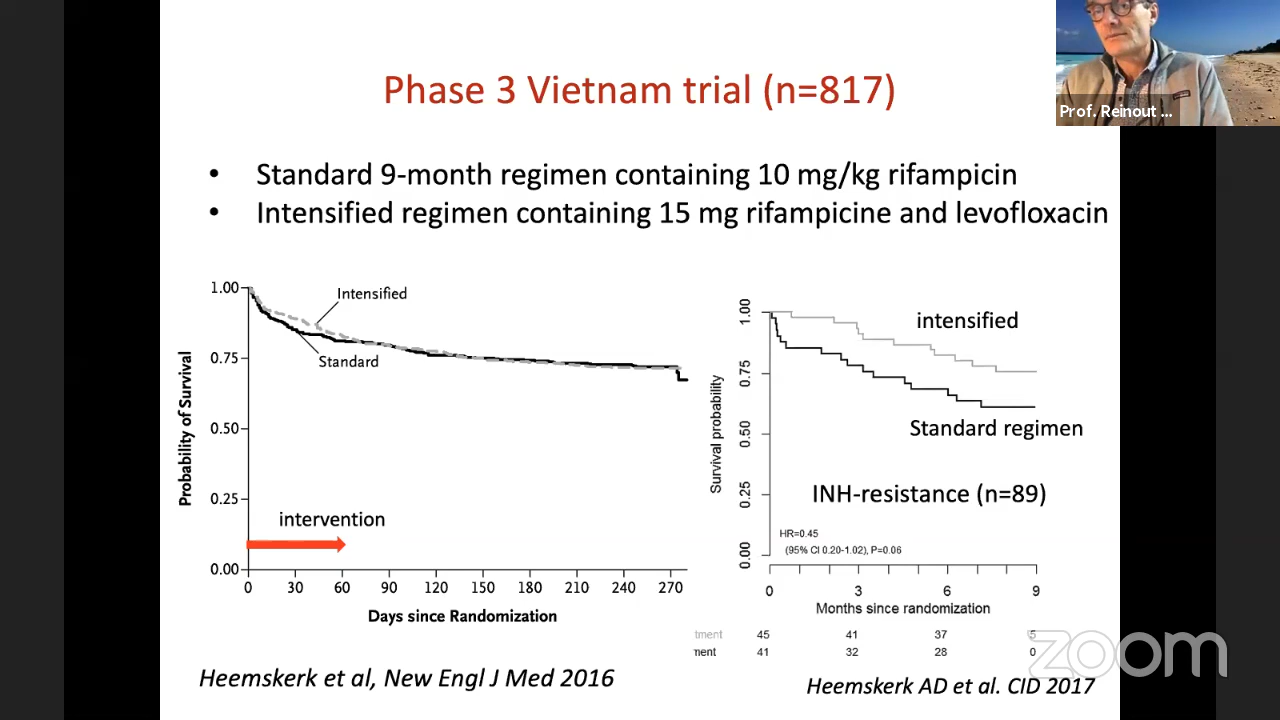 Prof. Reinout ...
Phase 3 Vietnam trial (n=817)
• Standard 9-month regimen containing 10 mg/kg rifampicin
• Intensified regimen containing 15 mg rifampicine and levofloxacin
1.00
0.75
0.50
0.25
0.00
Probability of Survival
Intensified
Standard
intervention
0 30 60 90 120 150 180 210 240 270
Days since Randomization
Heemskerk et al, New Engl J Med 2016
1.00
0.75
0.50
0.25
0.00
Survival probability
intensified
Standard regimen
INH-resistance (n=89)
HR=0.45
(95% CI 0.20-1.02), P=0.06
0 3 6 9
Months since randomization
tment 45 41 37 5
ment 41 32 28 0
Heemskerk AD et al. CID 2017
zoom